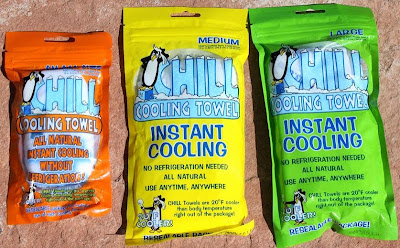 CHILL
COOLING TOWEL
ALL NATURAL
INSTANT COOLING
WITHOUT
REFRIGERATION!
MEDIUM
CHILL
COOLING TOWEL
INSTANT
COOLING
NO REFRIGERATION NEEDED
ALL NATURAL
USE ANYTIME, ANYWHERE
CHILL Towels are 20°F cooler
than body temperature
right out of the package!
RESEALABLE
LARGE
CHILL
COOLING TOWEL
INSTANT
COOLING
NO REFRIGERATION NEEDED
ALL NATURAL
USE ANYTIME, ANYWHERE
CHILL Towels are 20°F cooler
than body temperature
right out of the package!
RESEALABLE PACKAGE!